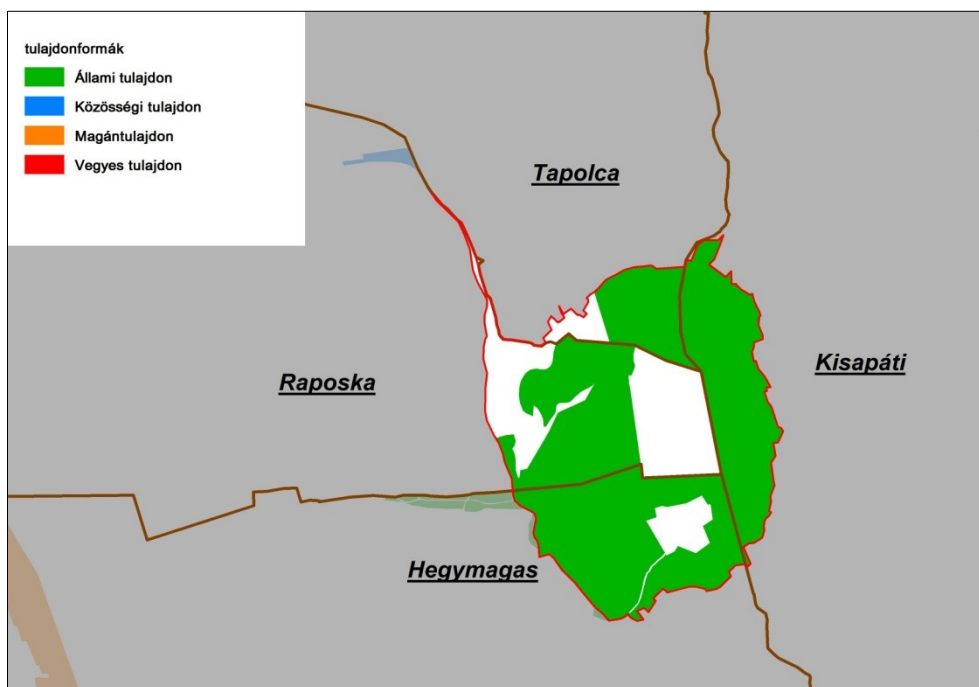 tulajdonformák
Állami tulajdon
Közösségi tulajdon
Magántulajdon
Vegyes tulajdon
Tapolca
Kisapáti
Raposka
Hegymagas